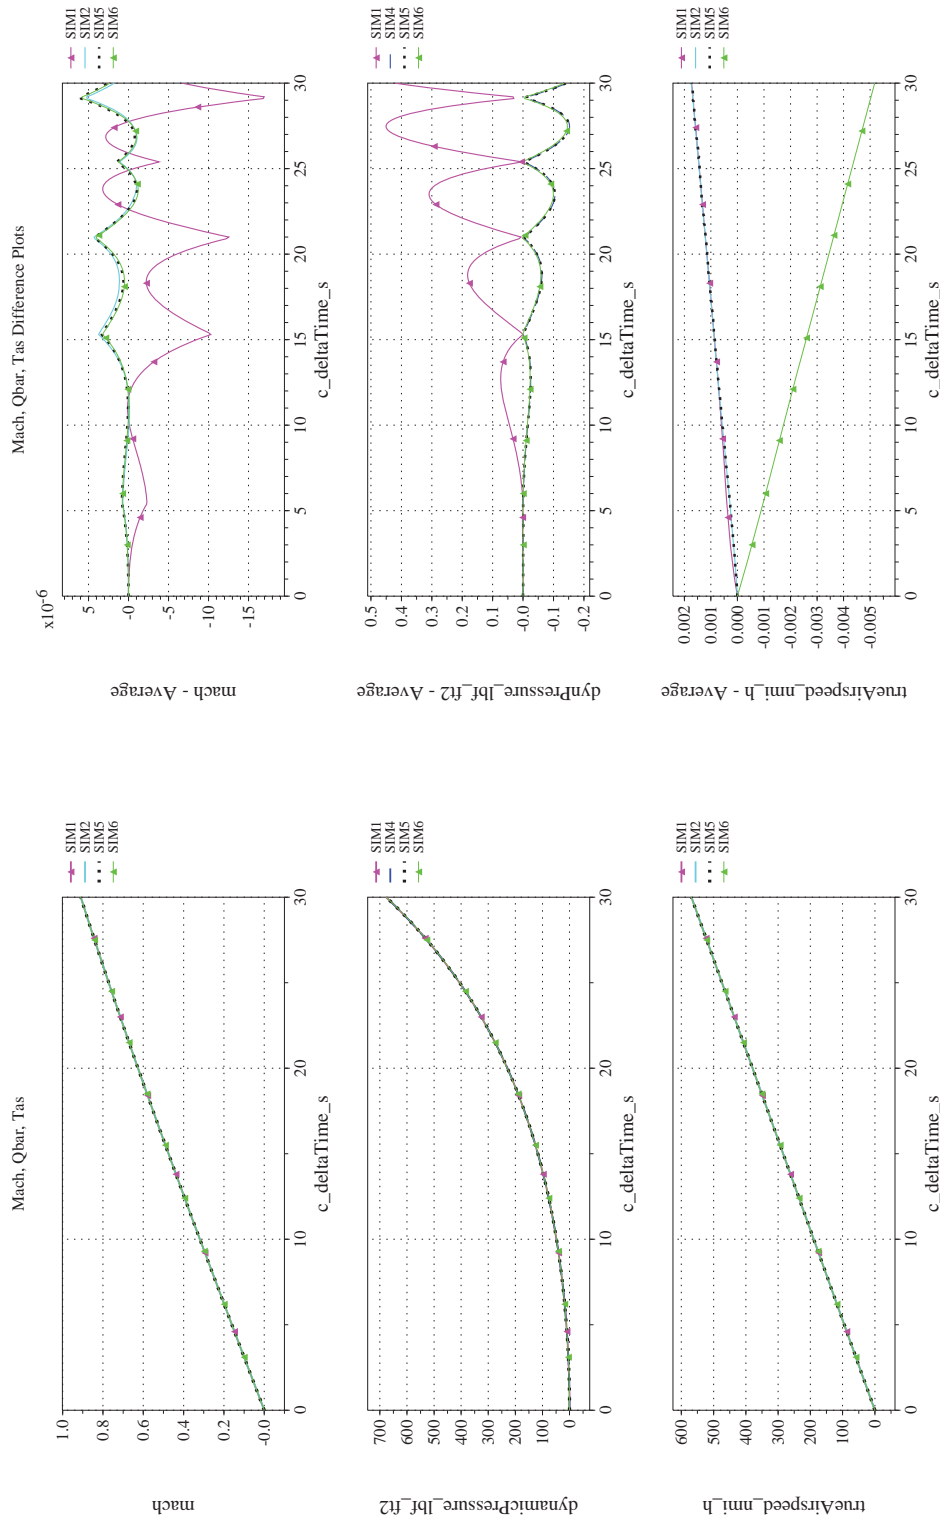 Mach, Qbar, Tas
mach
1.0
0.8
0.6
0.4
0.2
-0.0
0
10
20
30
c_deltaTime_s
SIM1
SIM2
SIM5
SIM6
dynamicPressure_lbf_ft2
700
600
500
400
300
200
100
0
0
10
20
30
c_deltaTime_s
SIM1
SIM4
SIM5
SIM6
trueAirspeed_nmi_h
600
500
400
300
200
100
0
0
10
20
30
c_deltaTime_s
SIM1
SIM2
SIM5
SIM6
Mach, Qbar, Tas Difference Plots
mach - Average
x10-6
5
-0
-5
-10
-15
0
5
10
15
20
25
30
c_deltaTime_s
SIM1
SIM2
SIM5
SIM6
dynPressure_lbf_ft2 - Average
0.5
0.4
0.3
0.2
0.1
-0.0
-0.1
-0.2
0
5
10
15
20
25
30
c_deltaTime_s
SIM1
SIM4
SIM5
SIM6
trueAirspeed_nmi_h - Average
0.002
0.001
0.000
-0.001
-0.002
-0.003
-0.004
-0.005
0
5
10
15
20
25
30
c_deltaTime_s
SIM1
SIM2
SIM5
SIM6